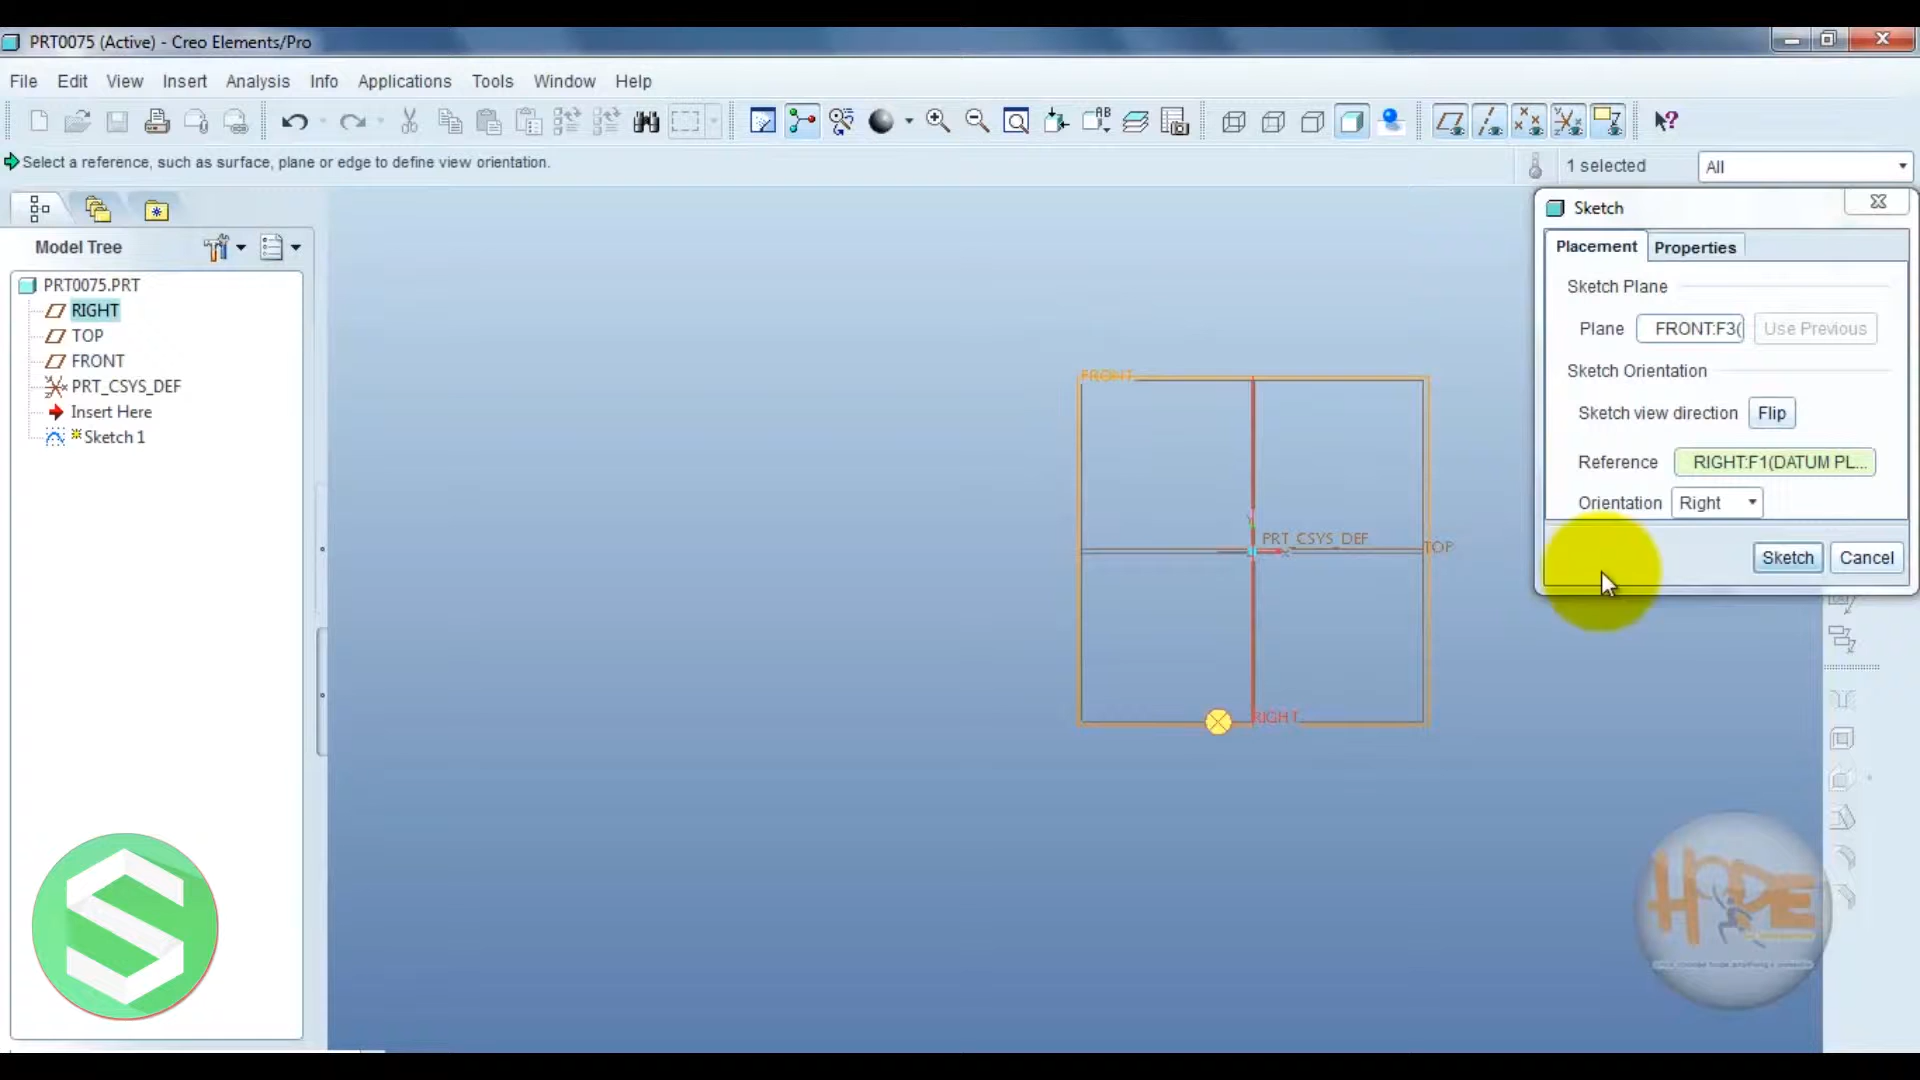 PRT0075 (Active) - Creo Elements/Pro
File Edit View Insert Analysis Info Applications Tools Window Help
Select a reference, such as surface, plane or edge to define view orientation.
1 selected
All
Model Tree
PRT0075.PRT
RIGHT
TOP
FRONT
PRT_CSYS_DEF
Insert Here
Sketch 1
FRONT
Y
PRT_CSYS_DEF
X
TOP
RIGHT
Sketch
Placement Properties
Sketch Plane
Plane FRONT:F3( Use Previous
Sketch Orientation
Sketch view direction Flip
Reference RIGHT:F1(DATUM PL...
Orientation Right
Sketch Cancel
HOPE
S